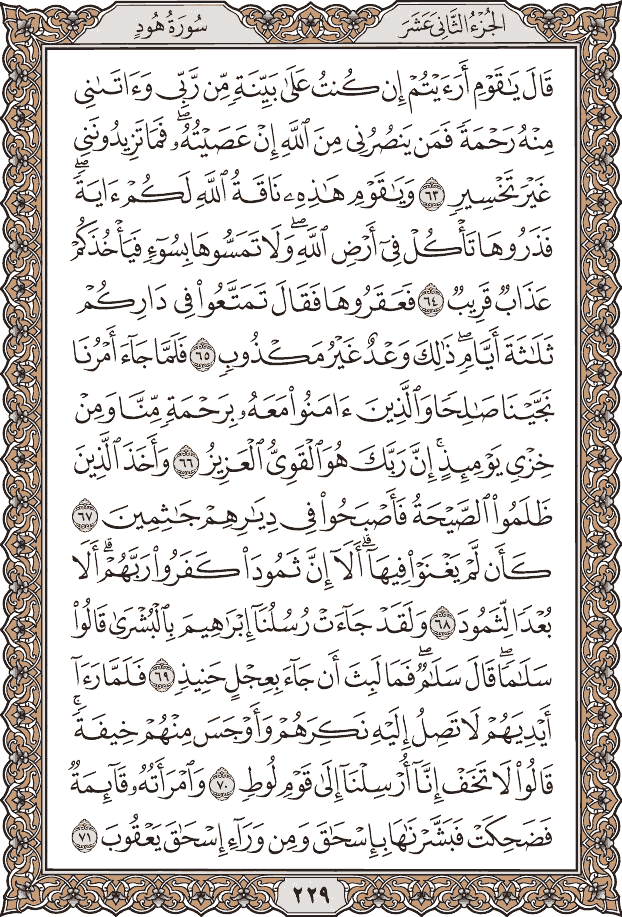 الجُزْءُ الثَّانِي عَشَرَ
سُورَةُ هُودٍ
قَالَ يَٰقَوْمِ أَرَءَيْتُمْ إِن كُنتُ عَلَىٰ بَيِّنَةٍ مِّن رَّبِّي وَءَاتَىٰنِي
مِنْهُ رَحْمَةً فَمَن يَنصُرُنِي مِنَ ٱللَّهِ إِنْ عَصَيْتُهُۥۖ فَمَا تَزِيدُونَنِي
غَيْرَ تَخْسِيرٍ ٦٣ وَيَٰقَوْمِ هَٰذِهِۦ نَاقَةُ ٱللَّهِ لَكُمْ ءَايَةًۖ
فَذَرُوهَا تَأْكُلْ فِيٓ أَرْضِ ٱللَّهِۖ وَلَا تَمَسُّوهَا بِسُوٓءٍ فَيَأْخُذَكُمْ
عَذَابٌ قَرِيبٌ ٦٤ فَعَقَرُوهَا فَقَالَ تَمَتَّعُوا۟ فِي دَارِكُمْ
ثَلَٰثَةَ أَيَّامٍۖ ذَٰلِكَ وَعْدٌ غَيْرُ مَكْذُوبٍ ٦٥ فَلَمَّا جَآءَ أَمْرُنَا
نَجَّيْنَا صَٰلِحًا وَٱلَّذِينَ ءَامَنُوا۟ مَعَهُۥ بِرَحْمَةٍ مِّنَّا وَمِنْ
خِزْيِ يَوْمِئِذٍۚ إِنَّ رَبَّكَ هُوَ ٱلْقَوِيُّ ٱلْعَزِيزُ ٦٦ وَأَخَذَ ٱلَّذِينَ
ظَلَمُوا۟ ٱلصَّيْحَةُ فَأَصْبَحُوا۟ فِي دِيَٰرِهِمْ جَٰثِمِينَ ٦٧
كَأَن لَّمْ يَغْنَوْا۟ فِيهَآۗ أَلَآ إِنَّ ثَمُودَا۟ كَفَرُوا۟ رَبَّهُمْۗ أَلَا
بُعْدًا لِّثَمُودَ ٦٨ وَلَقَدْ جَآءَتْ رُسُلُنَآ إِبْرَٰهِيمَ بِٱلْبُشْرَىٰ قَالُوا۟
سَلَٰمًاۖ قَالَ سَلَٰمٌۖ فَمَا لَبِثَ أَن جَآءَ بِعِجْلٍ حَنِيذٍ ٦٩ فَلَمَّا رَءَآ
أَيْدِيَهُمْ لَا تَصِلُ إِلَيْهِ نَكِرَهُمْ وَأَوْجَسَ مِنْهُمْ خِيفَةًۚ
قَالُوا۟ لَا تَخَفْ إِنَّآ أُرْسِلْنَآ إِلَىٰ قَوْمِ لُوطٍ ٧٠ وَٱمْرَأَتُهُۥ قَآئِمَةٌ
فَضَحِكَتْ فَبَشَّرْنَٰهَا بِإِسْحَٰقَ وَمِن وَرَآءِ إِسْحَٰقَ يَعْقُوبَ ٧١
٢٢٩